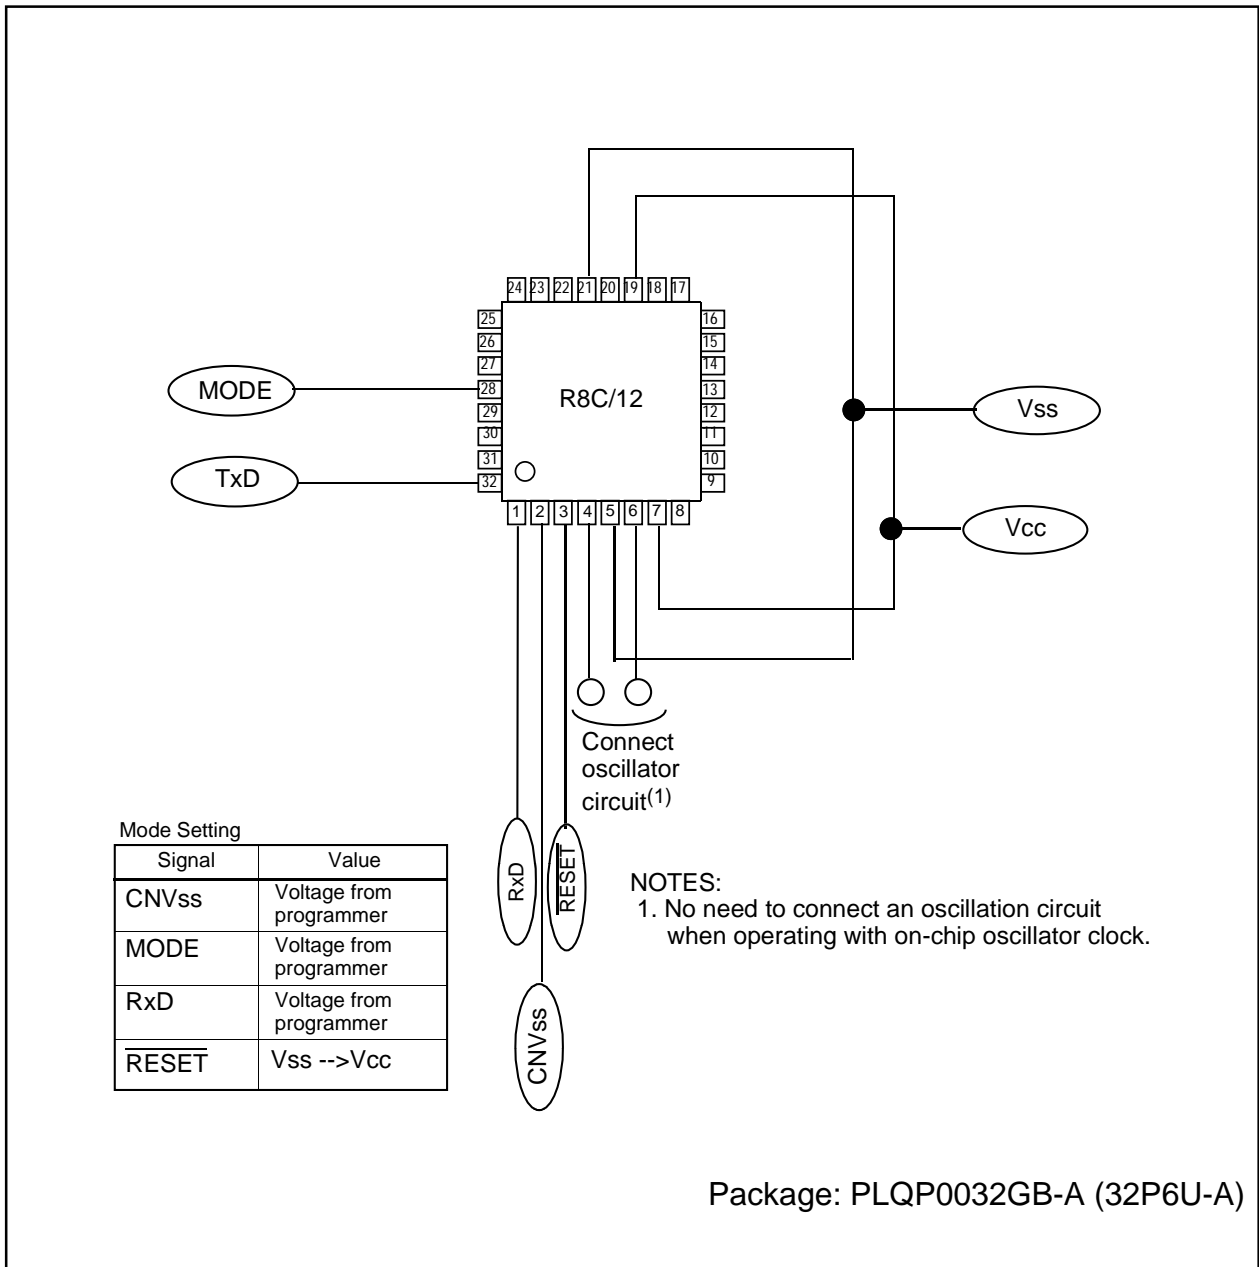 24 23 22 21 20 19 18 17
25
26
27
28
29
30
31
32
16
15
14
13
12
11
10
9
1 2 3 4 5 6 7 8
R8C/12
MODE
TxD
Vss
Vcc
Connect
oscillator
circuit(1)
RxD
RESET
CNVss
Mode Setting
Signal Value
CNVss Voltage from
programmer
MODE Voltage from
programmer
RxD Voltage from
programmer
RESET Vss -->Vcc
NOTES:
1. No need to connect an oscillation circuit
when operating with on-chip oscillator clock.
Package: PLQP0032GB-A (32P6U-A)